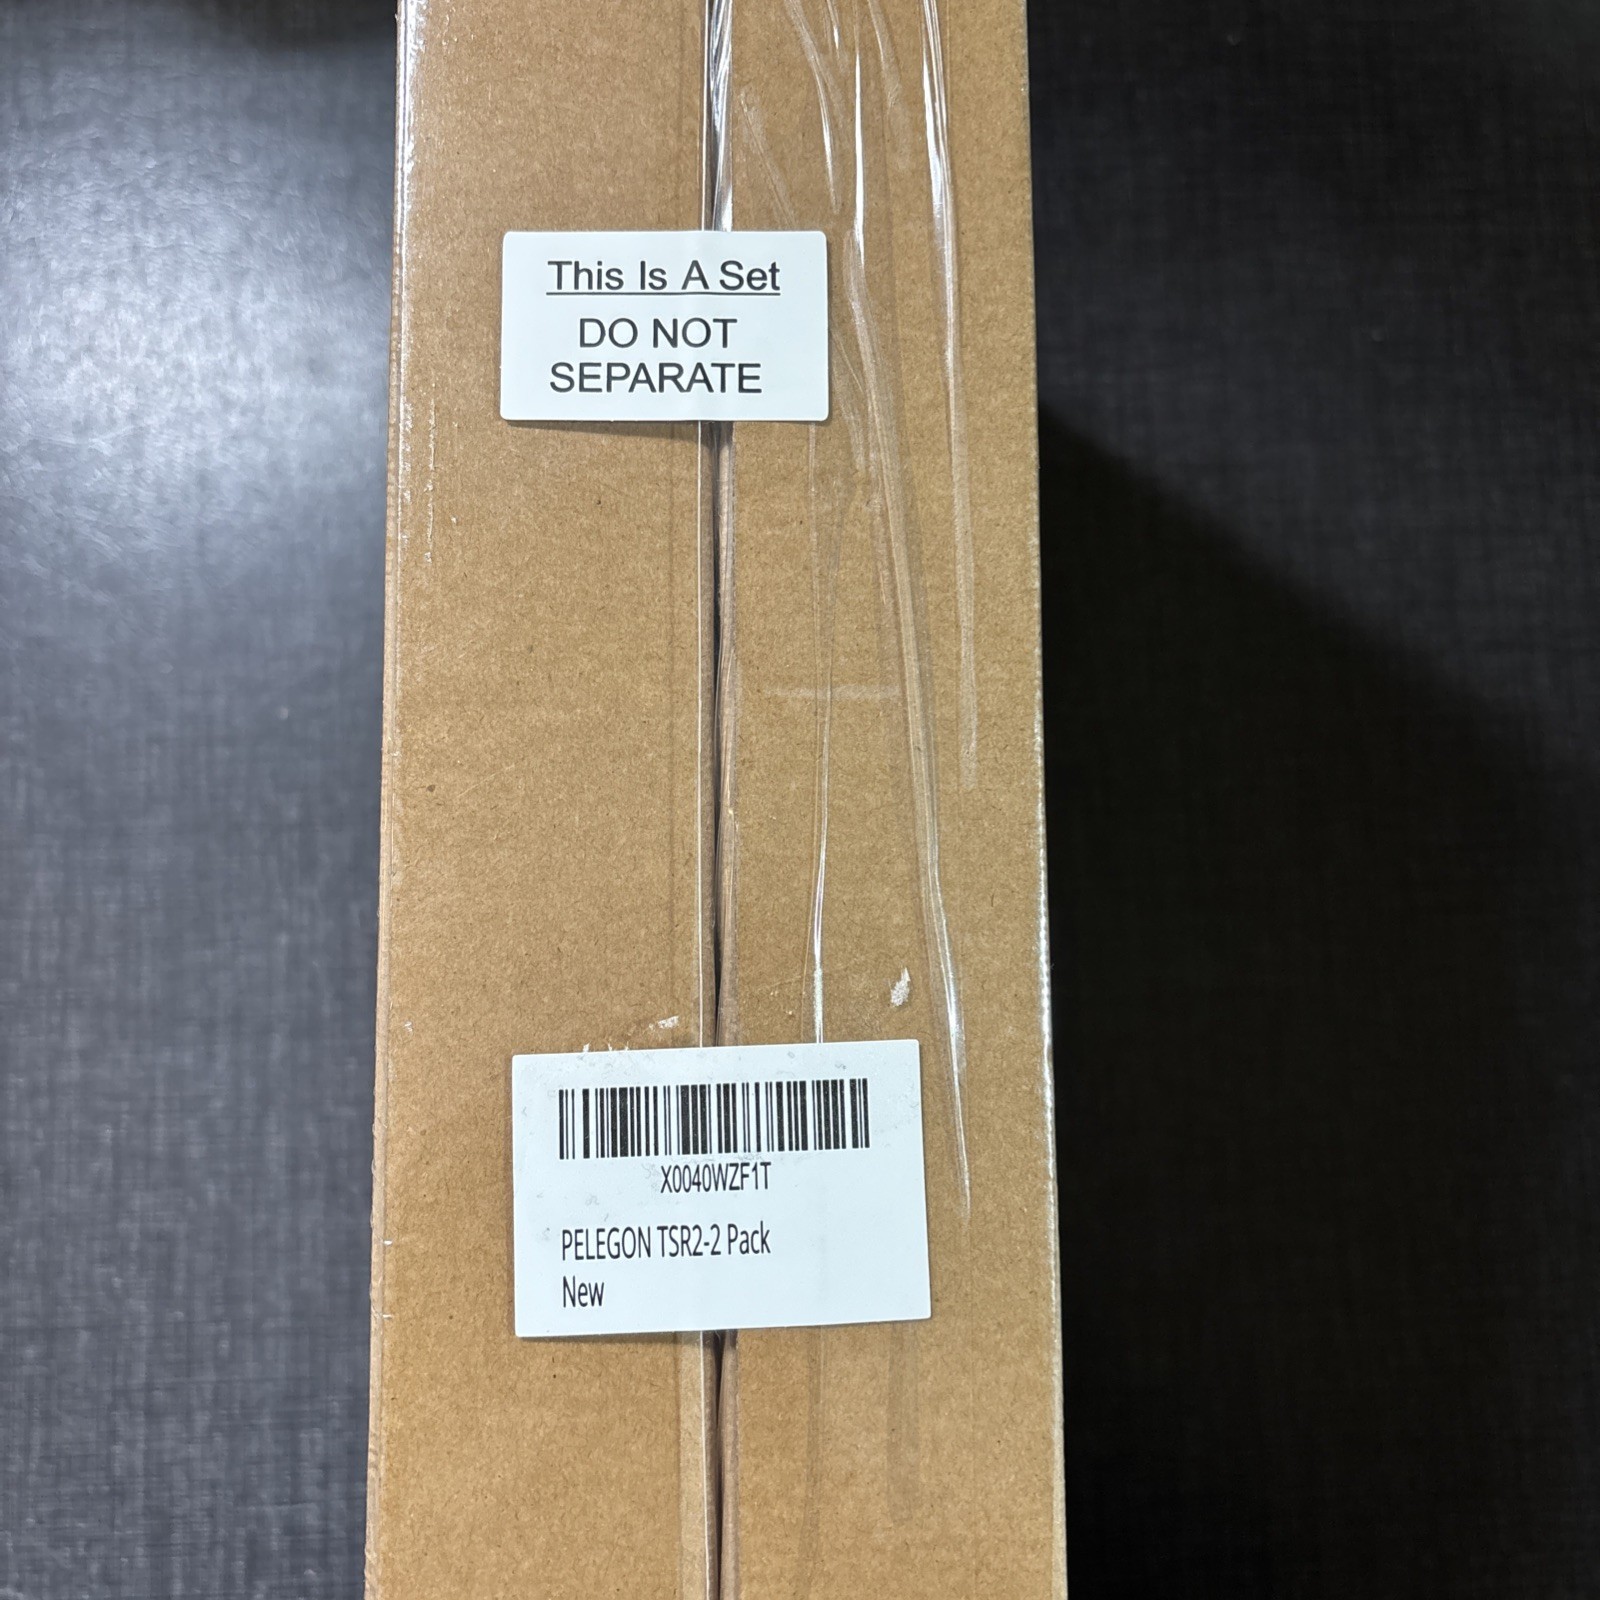 This Is A Set
DO NOT
SEPARATE
X0040WZF1T
PELEGON TSR2-2 Pack
New